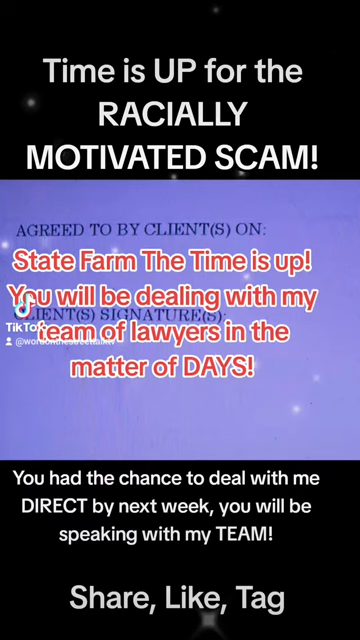 Time is UP for the
RACIALLY
MOTIVATED SCAM!
AGREED TO BY CLIENT(S) ON:
State Farm The Time is up!
You will be dealing with my
CLIENT(S) SIGNATURE(S):
team of lawyers in the
TikTok
matter of DAYS!
You had the chance to deal with me
DIRECT by next week, you will be
speaking with my TEAM!
Share, Like, Tag